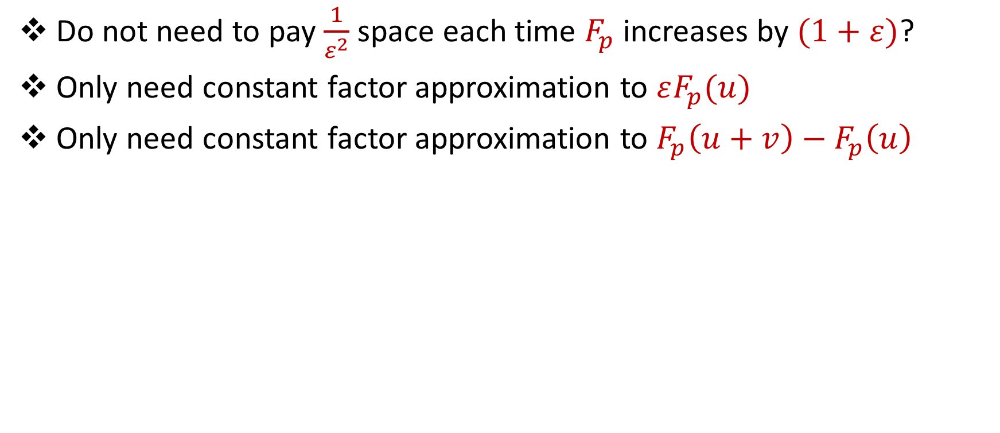 ❖ Do not need to pay $\frac{1}{\varepsilon^2}$ space each time $F_p$ increases by $(1 + \varepsilon)$?
❖ Only need constant factor approximation to $\varepsilon F_p(u)$
❖ Only need constant factor approximation to $F_p(u + v) - F_p(u)$